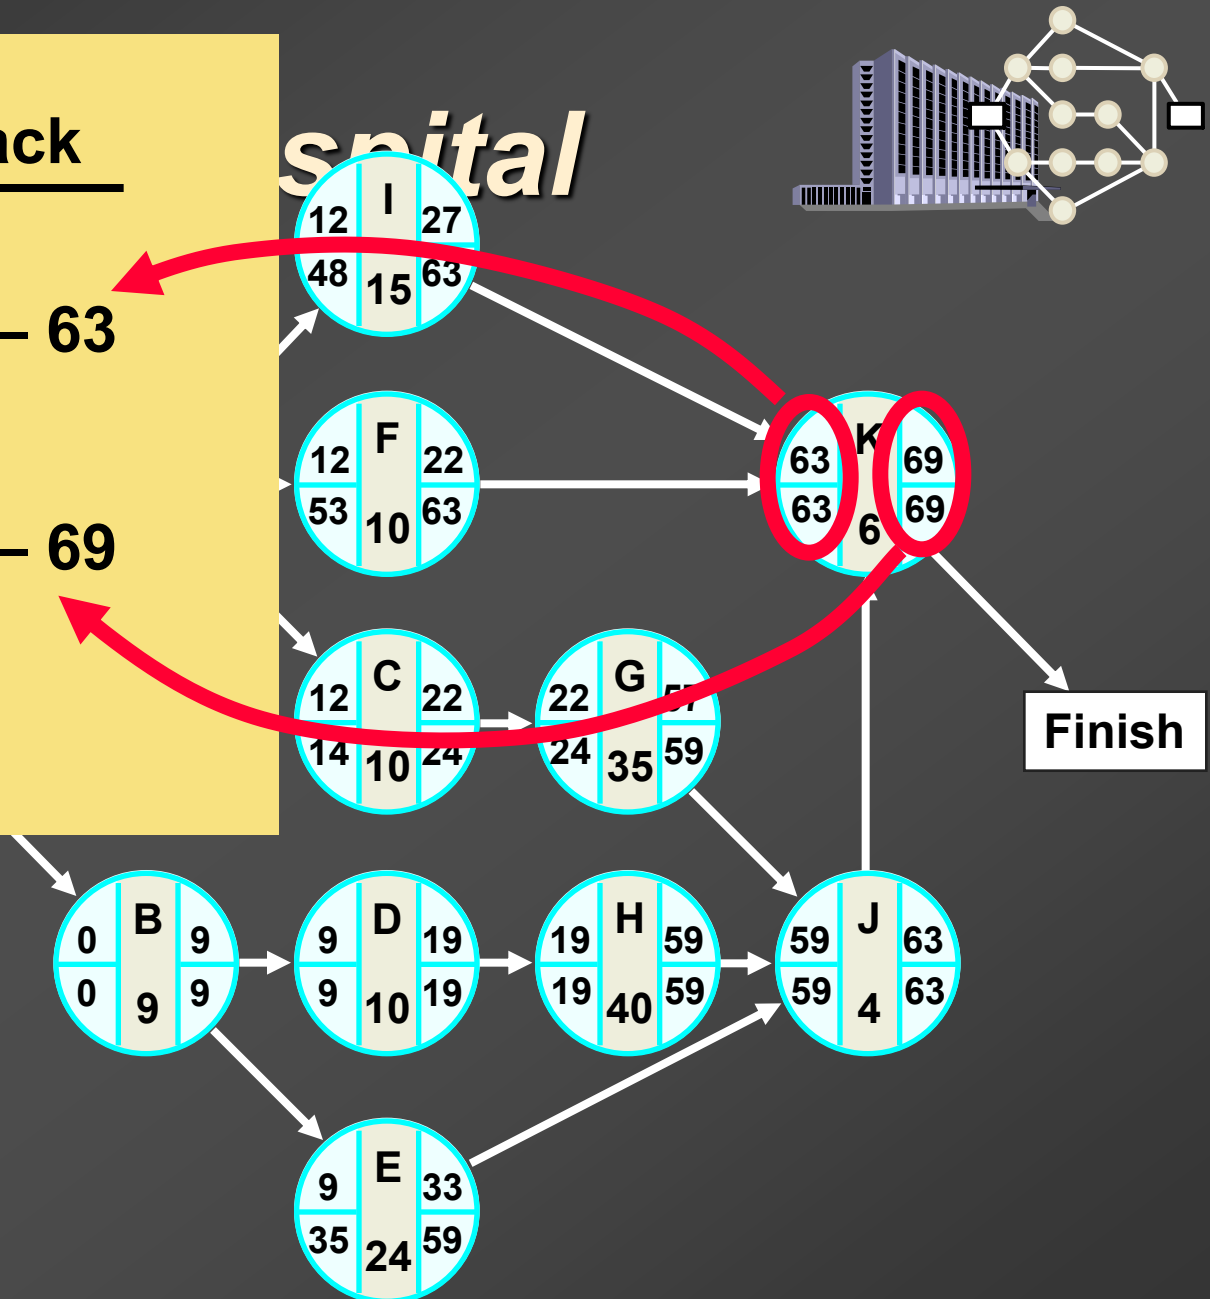 ack
spital
I
12 27
48 15 63
– 63
F
12 22
53 10 63
K
63 69
63 6 69
– 69
C
12 22
14 10 24
G
22 57
24 35 59
Finish
B
0 9
0 9 9
D
9 19
9 10 19
H
19 59
19 40 59
J
59 63
59 4 63
E
9 33
35 24 59